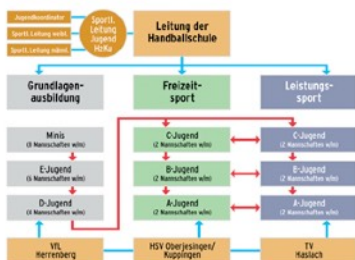 Jugendkoordinator
Sportl. Leitung weibl.
Sportl. Leitung männl.
Sportl.
Leitung
Jugend
HoKa
Leitung der
Handballschule
Grundlagen-
ausbildung
Freizeit-
sport
Leistungs-
sport
Minis
E-Jugend
D-Jugend
C-Jugend
(2 Mannschaften w/m)
B-Jugend
(2 Mannschaften w/m)
A-Jugend
(2 Mannschaften w/m)
C-Jugend
(2 Mannschaften w/m)
B-Jugend
(2 Mannschaften w/m)
A-Jugend
(2 Mannschaften w/m)
VfL
Herrenberg
HSV Oberjesingen/
Kuppingen
TV
Haslach